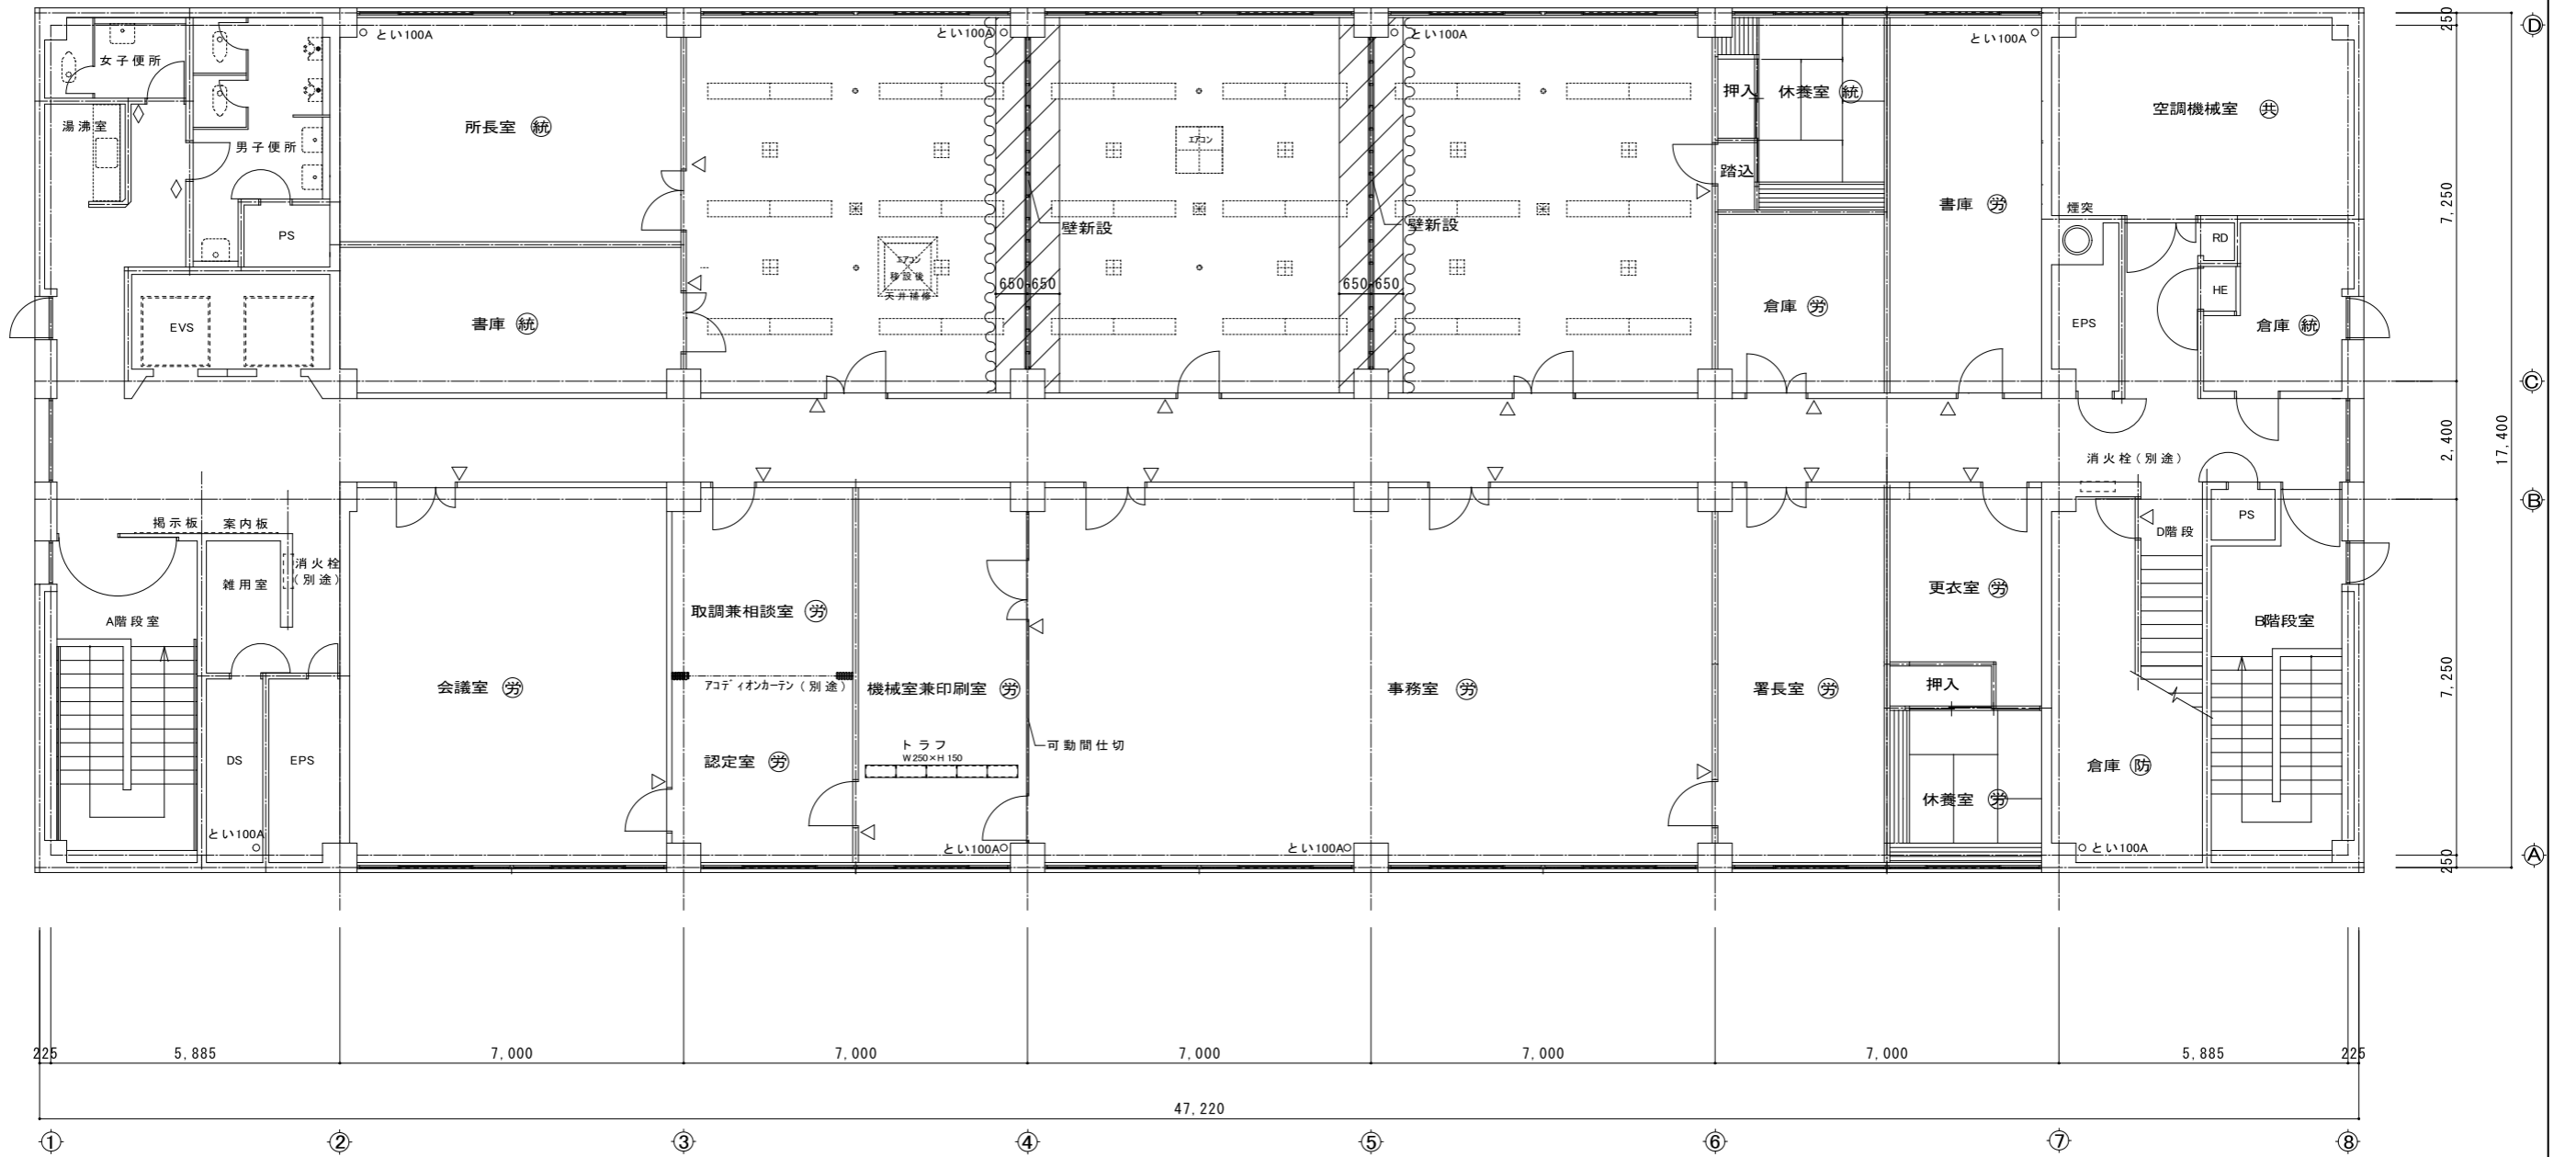 とい100A
とい100A
とい100A
とい100A
250
Ⓓ
女子便所
湯沸室
男子便所
所長室 ㊩統
エアコン
押入
休養室 統
空調機械室 共
踏込
書庫 労
煙突
7,250
PS
壁新設
壁新設
RD
エアコン
移設後
天井補修
650 650
650 650
HE
EVS
書庫 統
倉庫 労
EPS
倉庫 統
Ⓒ
2,400
17,400
消火栓(別途)
Ⓑ
掲示板
案内板
PS
D階段
消火栓
(別途)
雑用室
A階段室
取調兼相談室 労
更衣室 労
B階段室
会議室 労
アコディオンカーテン(別途)
機械室兼印刷室 労
事務室 労
署長室 労
押入
7,250
DS
EPS
認定室 労
トラフ
W250×H150
可動間仕切
倉庫 防
休養室 労
とい100A
とい100A
とい100A
とい100A
250
Ⓐ
225
5,885
7,000
7,000
7,000
7,000
7,000
5,885
225
47,220
①
②
③
④
⑤
⑥
⑦
⑧